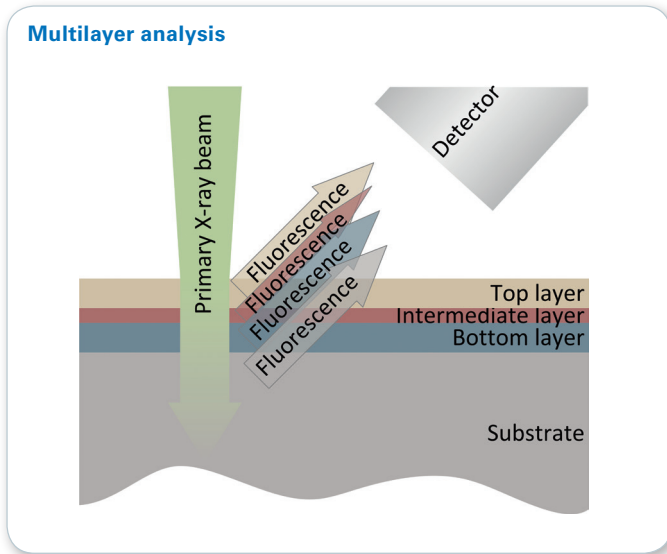 Multilayer analysis
Primary X-ray beam
Detector
Fluorescence
Fluorescence
Fluorescence
Fluorescence
Top layer
Intermediate layer
Bottom layer
Substrate